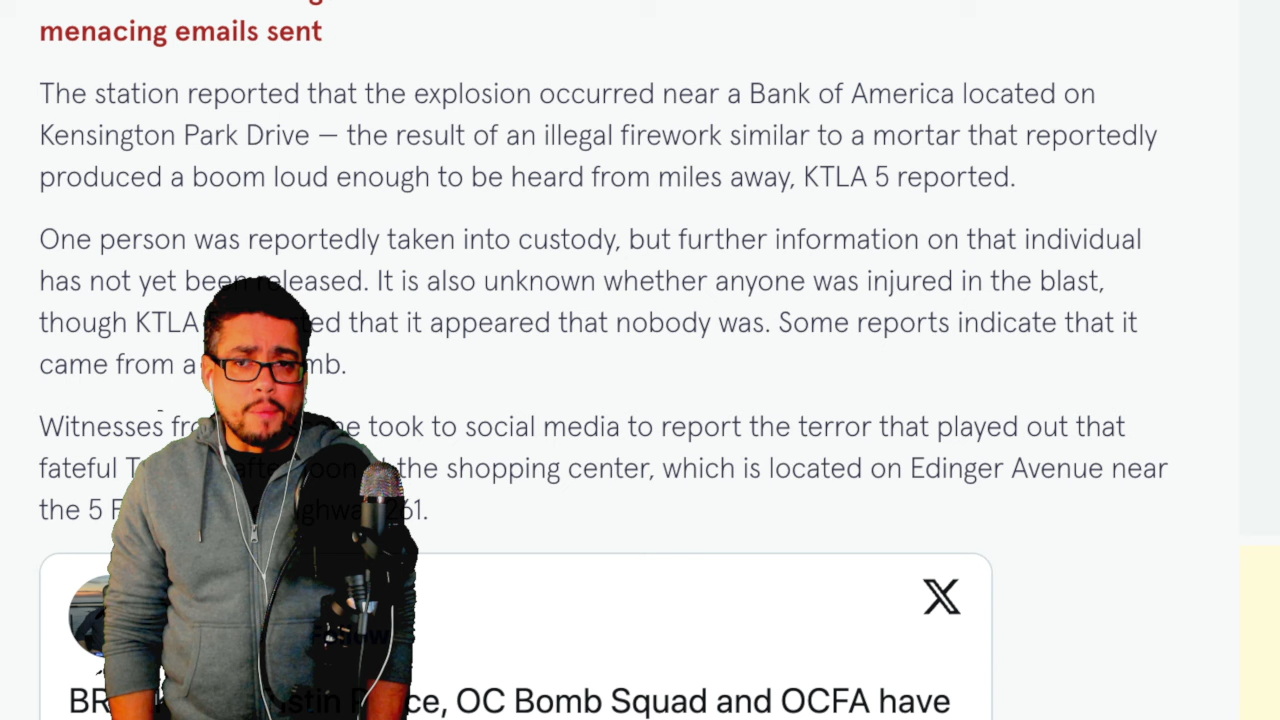 menacing emails sent
The station reported that the explosion occurred near a Bank of America located on
Kensington Park Drive — the result of an illegal firework similar to a mortar that reportedly
produced a boom loud enough to be heard from miles away, KTLA 5 reported.
One person was reportedly taken into custody, but further information on that individual
has not yet been released. It is also unknown whether anyone was injured in the blast,
though KTLA that it appeared that nobody was. Some reports indicate that it
came from a
Witnesses took to social media to report the terror that played out that
fateful the shopping center, which is located on Edinger Avenue near
the 5 261.
X
OC Bomb Squad and OCFA have